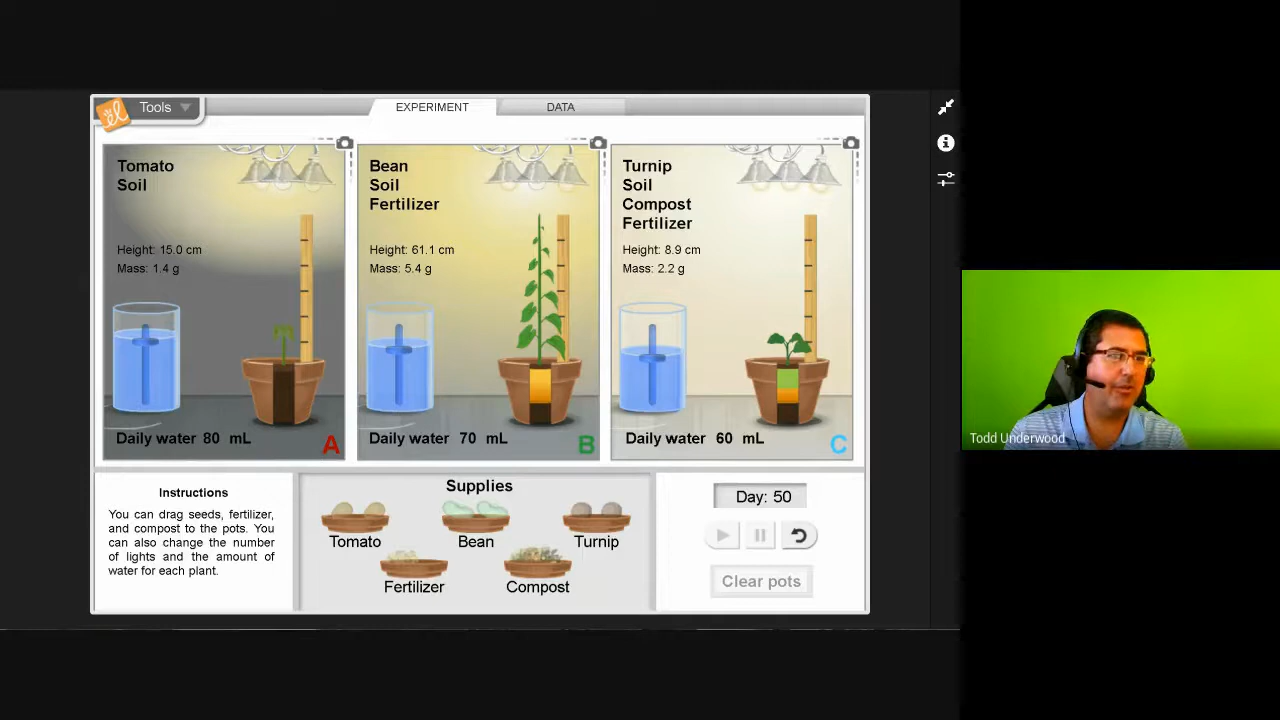 Tools
EXPERIMENT
DATA
Tomato
Soil
Height: 15.0 cm
Mass: 1.4 g
Daily water 80 mL
A
Bean
Soil
Fertilizer
Height: 61.1 cm
Mass: 5.4 g
Daily water 70 mL
B
Turnip
Soil
Compost
Fertilizer
Height: 8.9 cm
Mass: 2.2 g
Daily water 60 mL
C
Instructions
You can drag seeds, fertilizer,
and compost to the pots. You
can also change the number
of lights and the amount of
water for each plant.
Supplies
Tomato
Bean
Turnip
Fertilizer
Compost
Day: 50
Clear pots
Todd Underwood